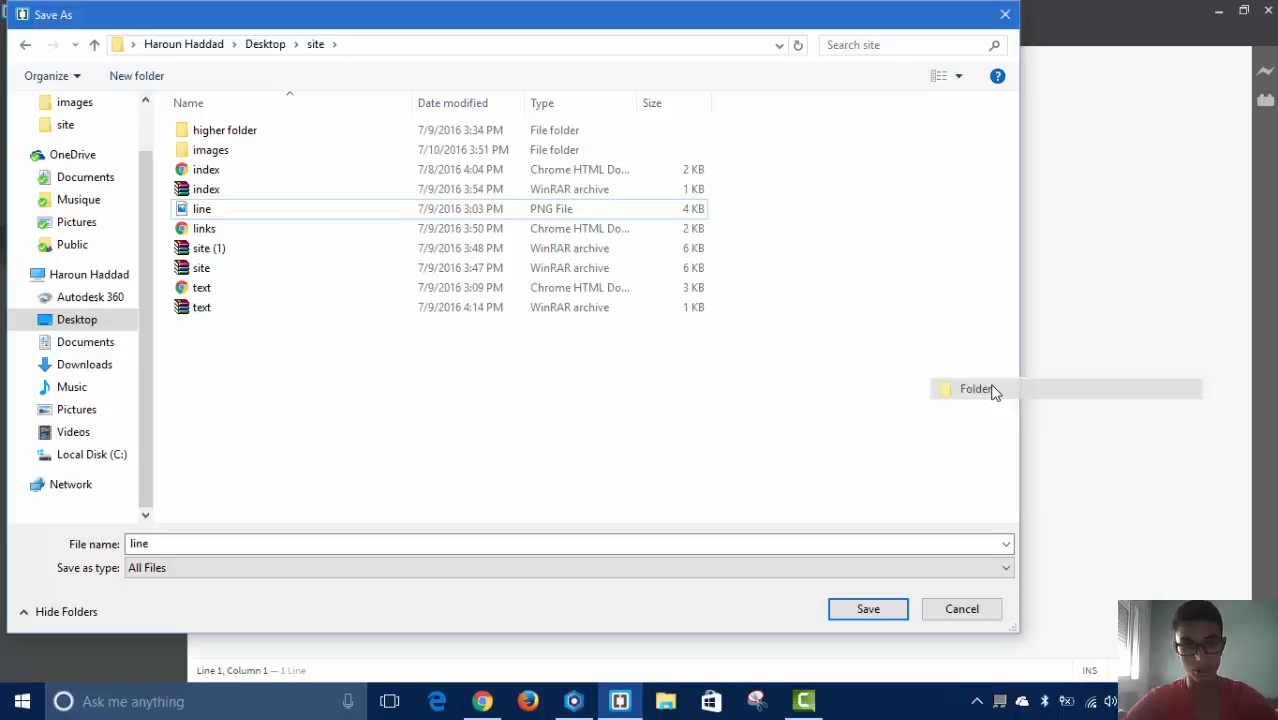 Save As
Haroun Haddad Desktop site
Search site
Organize New folder
images
site
OneDrive
Documents
Musique
Pictures
Public
Haroun Haddad
Autodesk 360
Desktop
Documents
Downloads
Music
Pictures
Videos
Local Disk (C:)
Network
Name Date modified Type Size
higher folder 7/9/2016 3:34 PM File folder
images 7/10/2016 3:51 PM File folder
index 7/8/2016 4:04 PM Chrome HTML Do... 2 KB
index 7/9/2016 3:54 PM WinRAR archive 1 KB
line 7/9/2016 3:03 PM PNG File 4 KB
links 7/9/2016 3:50 PM Chrome HTML Do... 2 KB
site (1) 7/9/2016 3:48 PM WinRAR archive 6 KB
site 7/9/2016 3:47 PM WinRAR archive 6 KB
text 7/9/2016 3:09 PM Chrome HTML Do... 3 KB
text 7/9/2016 4:14 PM WinRAR archive 1 KB
Folder
File name: line
Save as type: All Files
Hide Folders
Save Cancel
Line 1, Column 1 — 1 Line
INS
Ask me anything